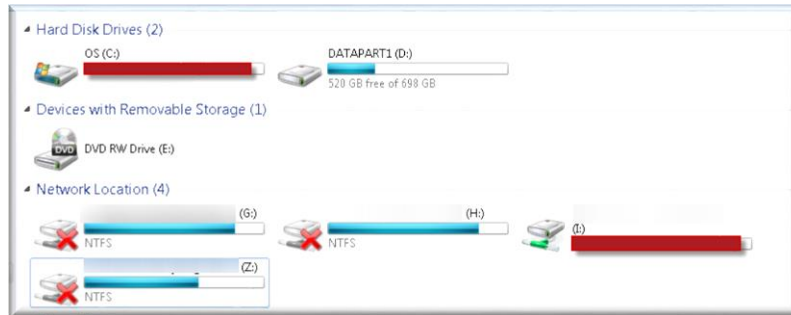 Hard Disk Drives (2)
OS (C:)
DATAPART1 (D:)
520 GB free of 698 GB
Devices with Removable Storage (1)
DVD
DVD RW Drive (E:)
Network Location (4)
(G:)
NTFS
(H:)
NTFS
(I:)
(Z:)
NTFS